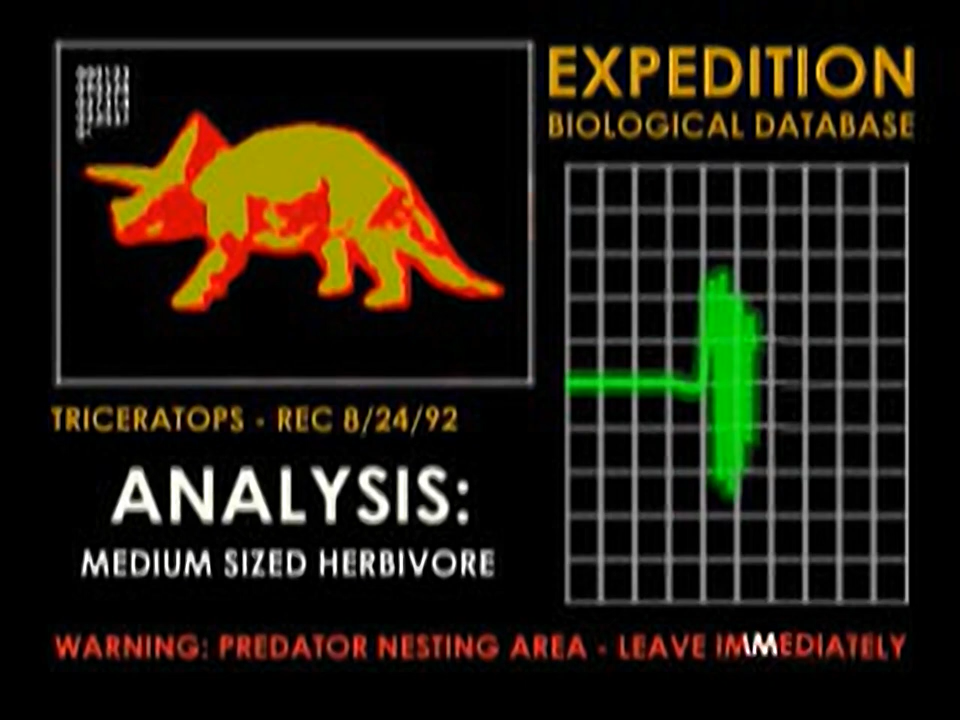 EXPEDITION
BIOLOGICAL DATABASE
TRICERATOPS - REC 8/24/92
ANALYSIS:
MEDIUM SIZED HERBIVORE
WARNING: PREDATOR NESTING AREA - LEAVE IMMEDIATELY